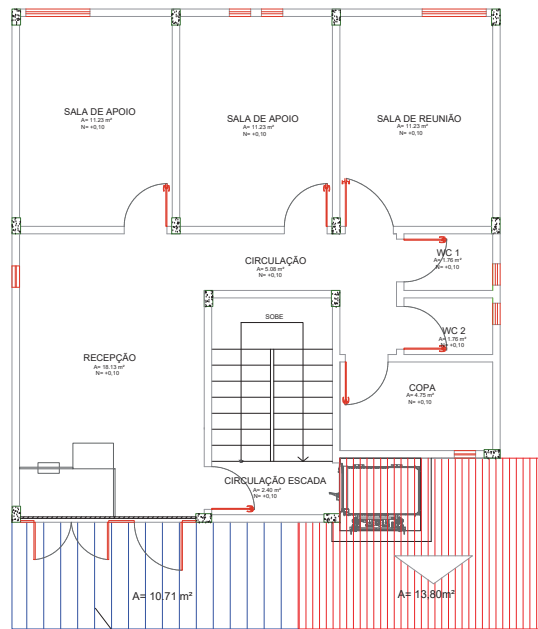 SALA DE APOIO
A= 11.23 m²
N= +0,10
SALA DE APOIO
A= 11.23 m²
N= +0,10
SALA DE REUNIÃO
A= 11.23 m²
N= +0,10
CIRCULAÇÃO
A= 5.08 m²
N= +0,10
WC 1
A= 1.76 m²
N= +0,10
SOBE
WC 2
A= 1.76 m²
N= +0,10
RECEPÇÃO
A= 18.13 m²
N= +0,10
COPA
A= 4.75 m²
N= +0,10
CIRCULAÇÃO ESCADA
A= 2.40 m²
N= +0,10
A= 10.71 m²
A= 13.80m²